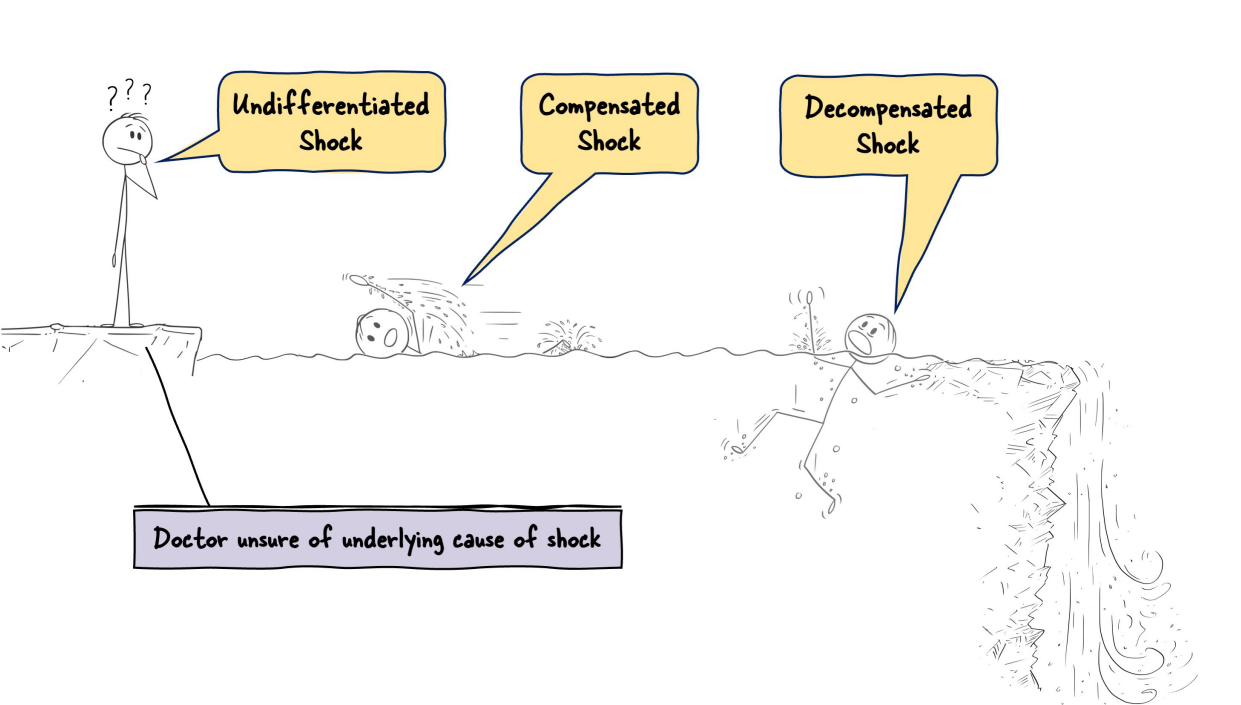 ? ? ?
Undifferentiated
Shock
Compensated
Shock
Decompensated
Shock
Doctor unsure of underlying cause of shock